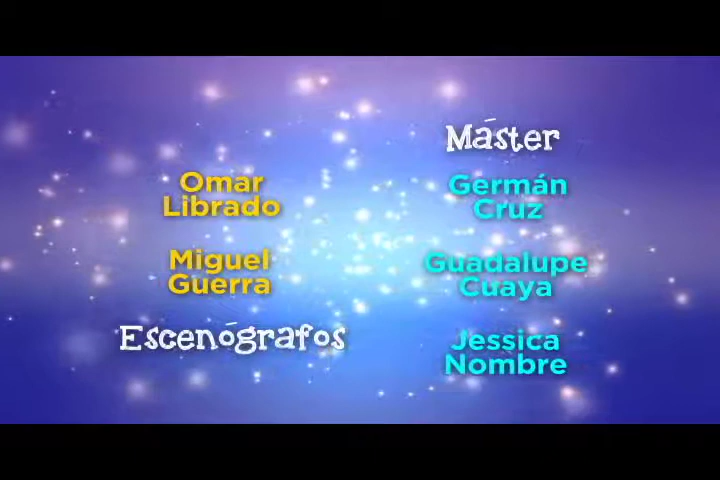 Omar
Librado
Miguel
Guerra
Escenógrafos
Máster
Germán
Cruz
Guadalupe
Cuaya
Jessica
Nombre